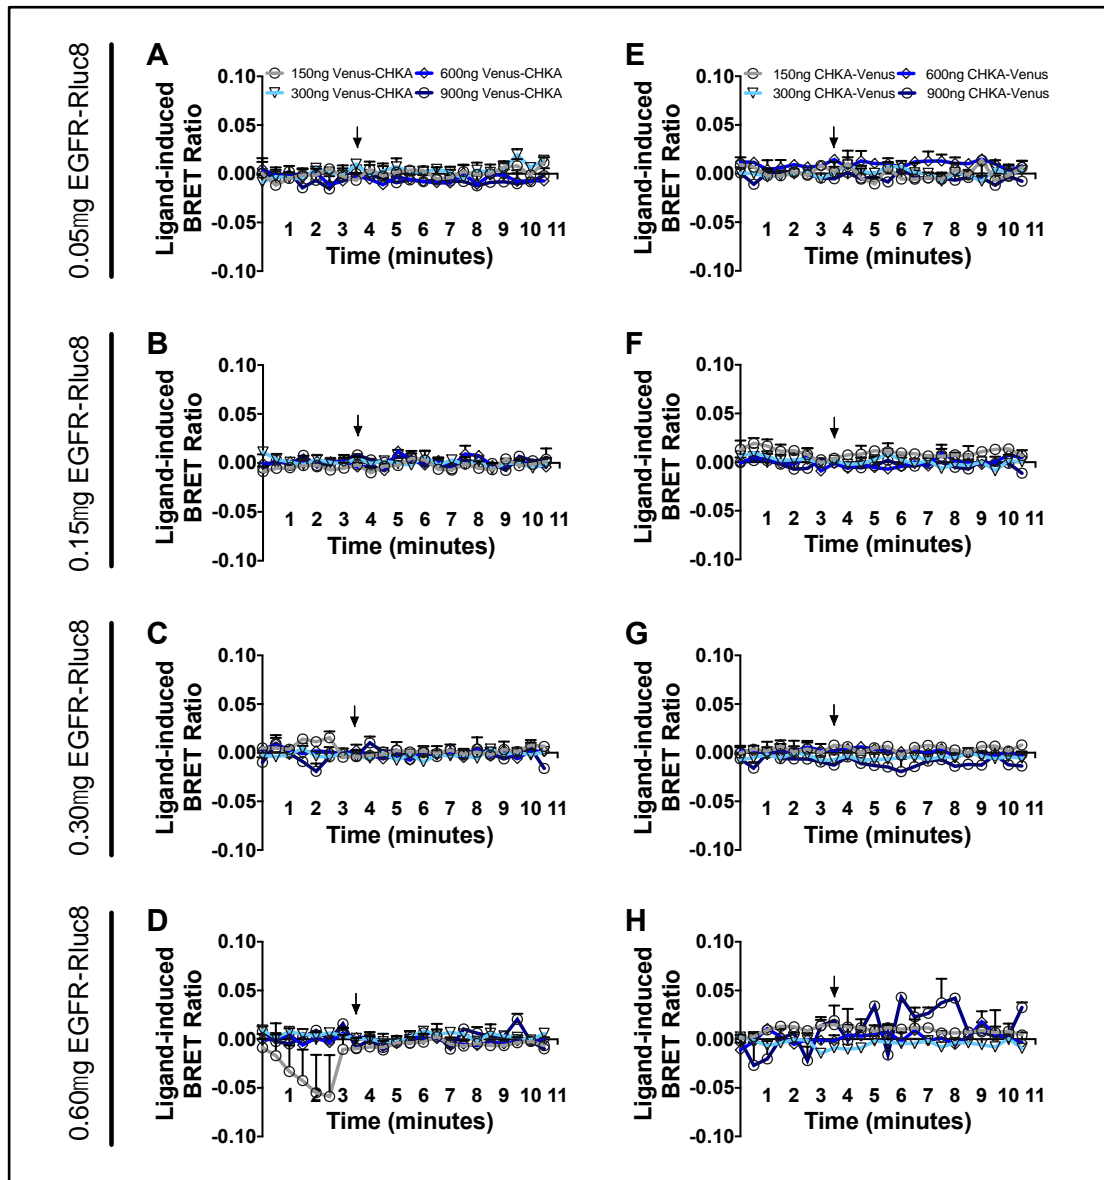 0.05mg EGFR-Rluc8
A
Ligand-induced
BRET Ratio
0.10
0.05
0.00
-0.05
-0.10
150ng Venus-CHKA
600ng Venus-CHKA
300ng Venus-CHKA
900ng Venus-CHKA
1 2 3 4 5 6 7 8 9 10 11
Time (minutes)
E
Ligand-induced
BRET Ratio
0.10
0.05
0.00
-0.05
-0.10
150ng CHKA-Venus
600ng CHKA-Venus
300ng CHKA-Venus
900ng CHKA-Venus
1 2 3 4 5 6 7 8 9 10 11
Time (minutes)
0.15mg EGFR-Rluc8
B
Ligand-induced
BRET Ratio
0.10
0.05
0.00
-0.05
-0.10
1 2 3 4 5 6 7 8 9 10 11
Time (minutes)
F
Ligand-induced
BRET Ratio
0.10
0.05
0.00
-0.05
-0.10
1 2 3 4 5 6 7 8 9 10 11
Time (minutes)
0.30mg EGFR-Rluc8
C
Ligand-induced
BRET Ratio
0.10
0.05
0.00
-0.05
-0.10
1 2 3 4 5 6 7 8 9 10 11
Time (minutes)
G
Ligand-induced
BRET Ratio
0.10
0.05
0.00
-0.05
-0.10
1 2 3 4 5 6 7 8 9 10 11
Time (minutes)
0.60mg EGFR-Rluc8
D
Ligand-induced
BRET Ratio
0.10
0.05
0.00
-0.05
-0.10
1 2 3 4 5 6 7 8 9 10 11
Time (minutes)
H
Ligand-induced
BRET Ratio
0.10
0.05
0.00
-0.05
-0.10
1 2 3 4 5 6 7 8 9 10 11
Time (minutes)